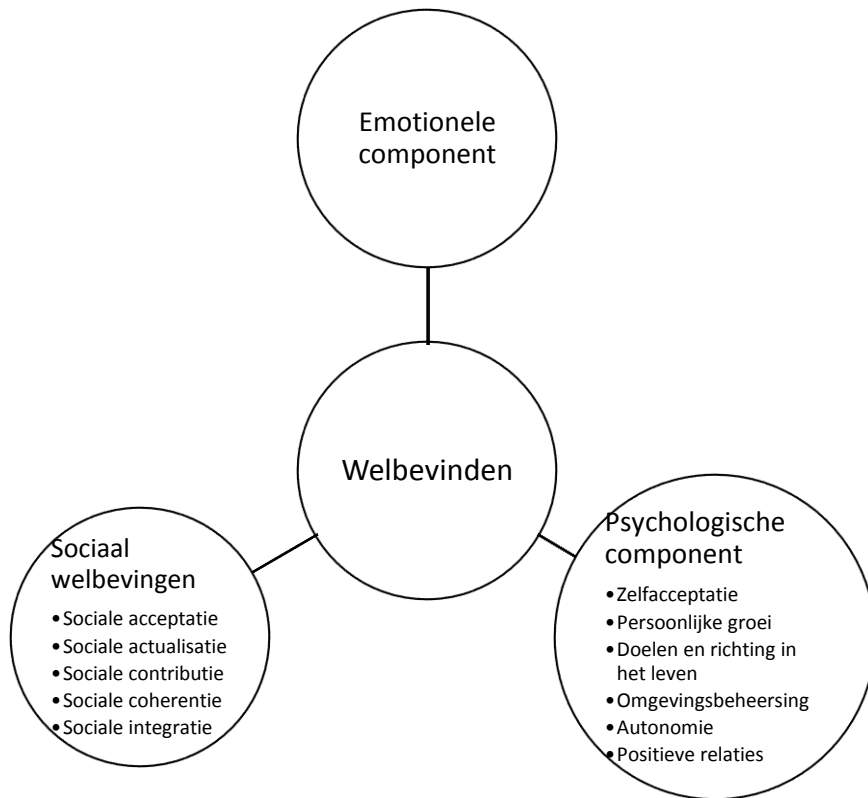 Emotionele
component
Welbevinden
Sociaal
welbevingen
•Sociale acceptatie
•Sociale actualisatie
•Sociale contributie
•Sociale coherentie
•Sociale integratie
Psychologische
component
•Zelfacceptatie
•Persoonlijke groei
•Doelen en richting in
het leven
•Omgevingsbeheersing
•Autonomie
•Positieve relaties